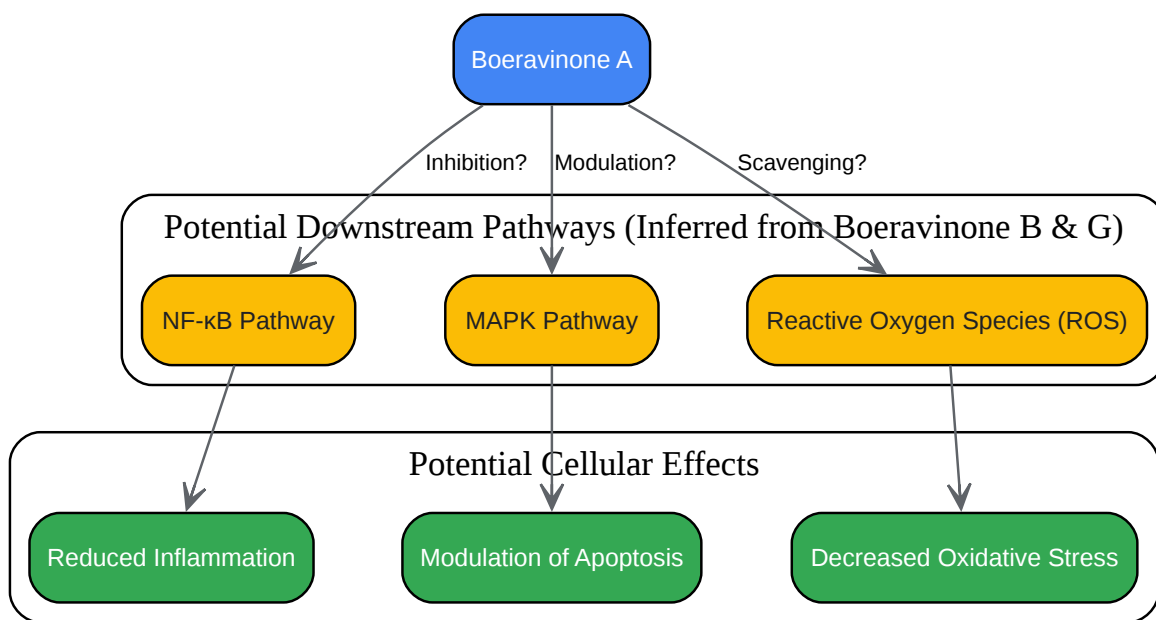 Boeravinone A
Inhibition?
Modulation?
Scavenging?
Potential Downstream Pathways (Inferred from Boeravinone B & G)
NF-κB Pathway
MAPK Pathway
Reactive Oxygen Species (ROS)
Potential Cellular Effects
Reduced Inflammation
Modulation of Apoptosis
Decreased Oxidative Stress